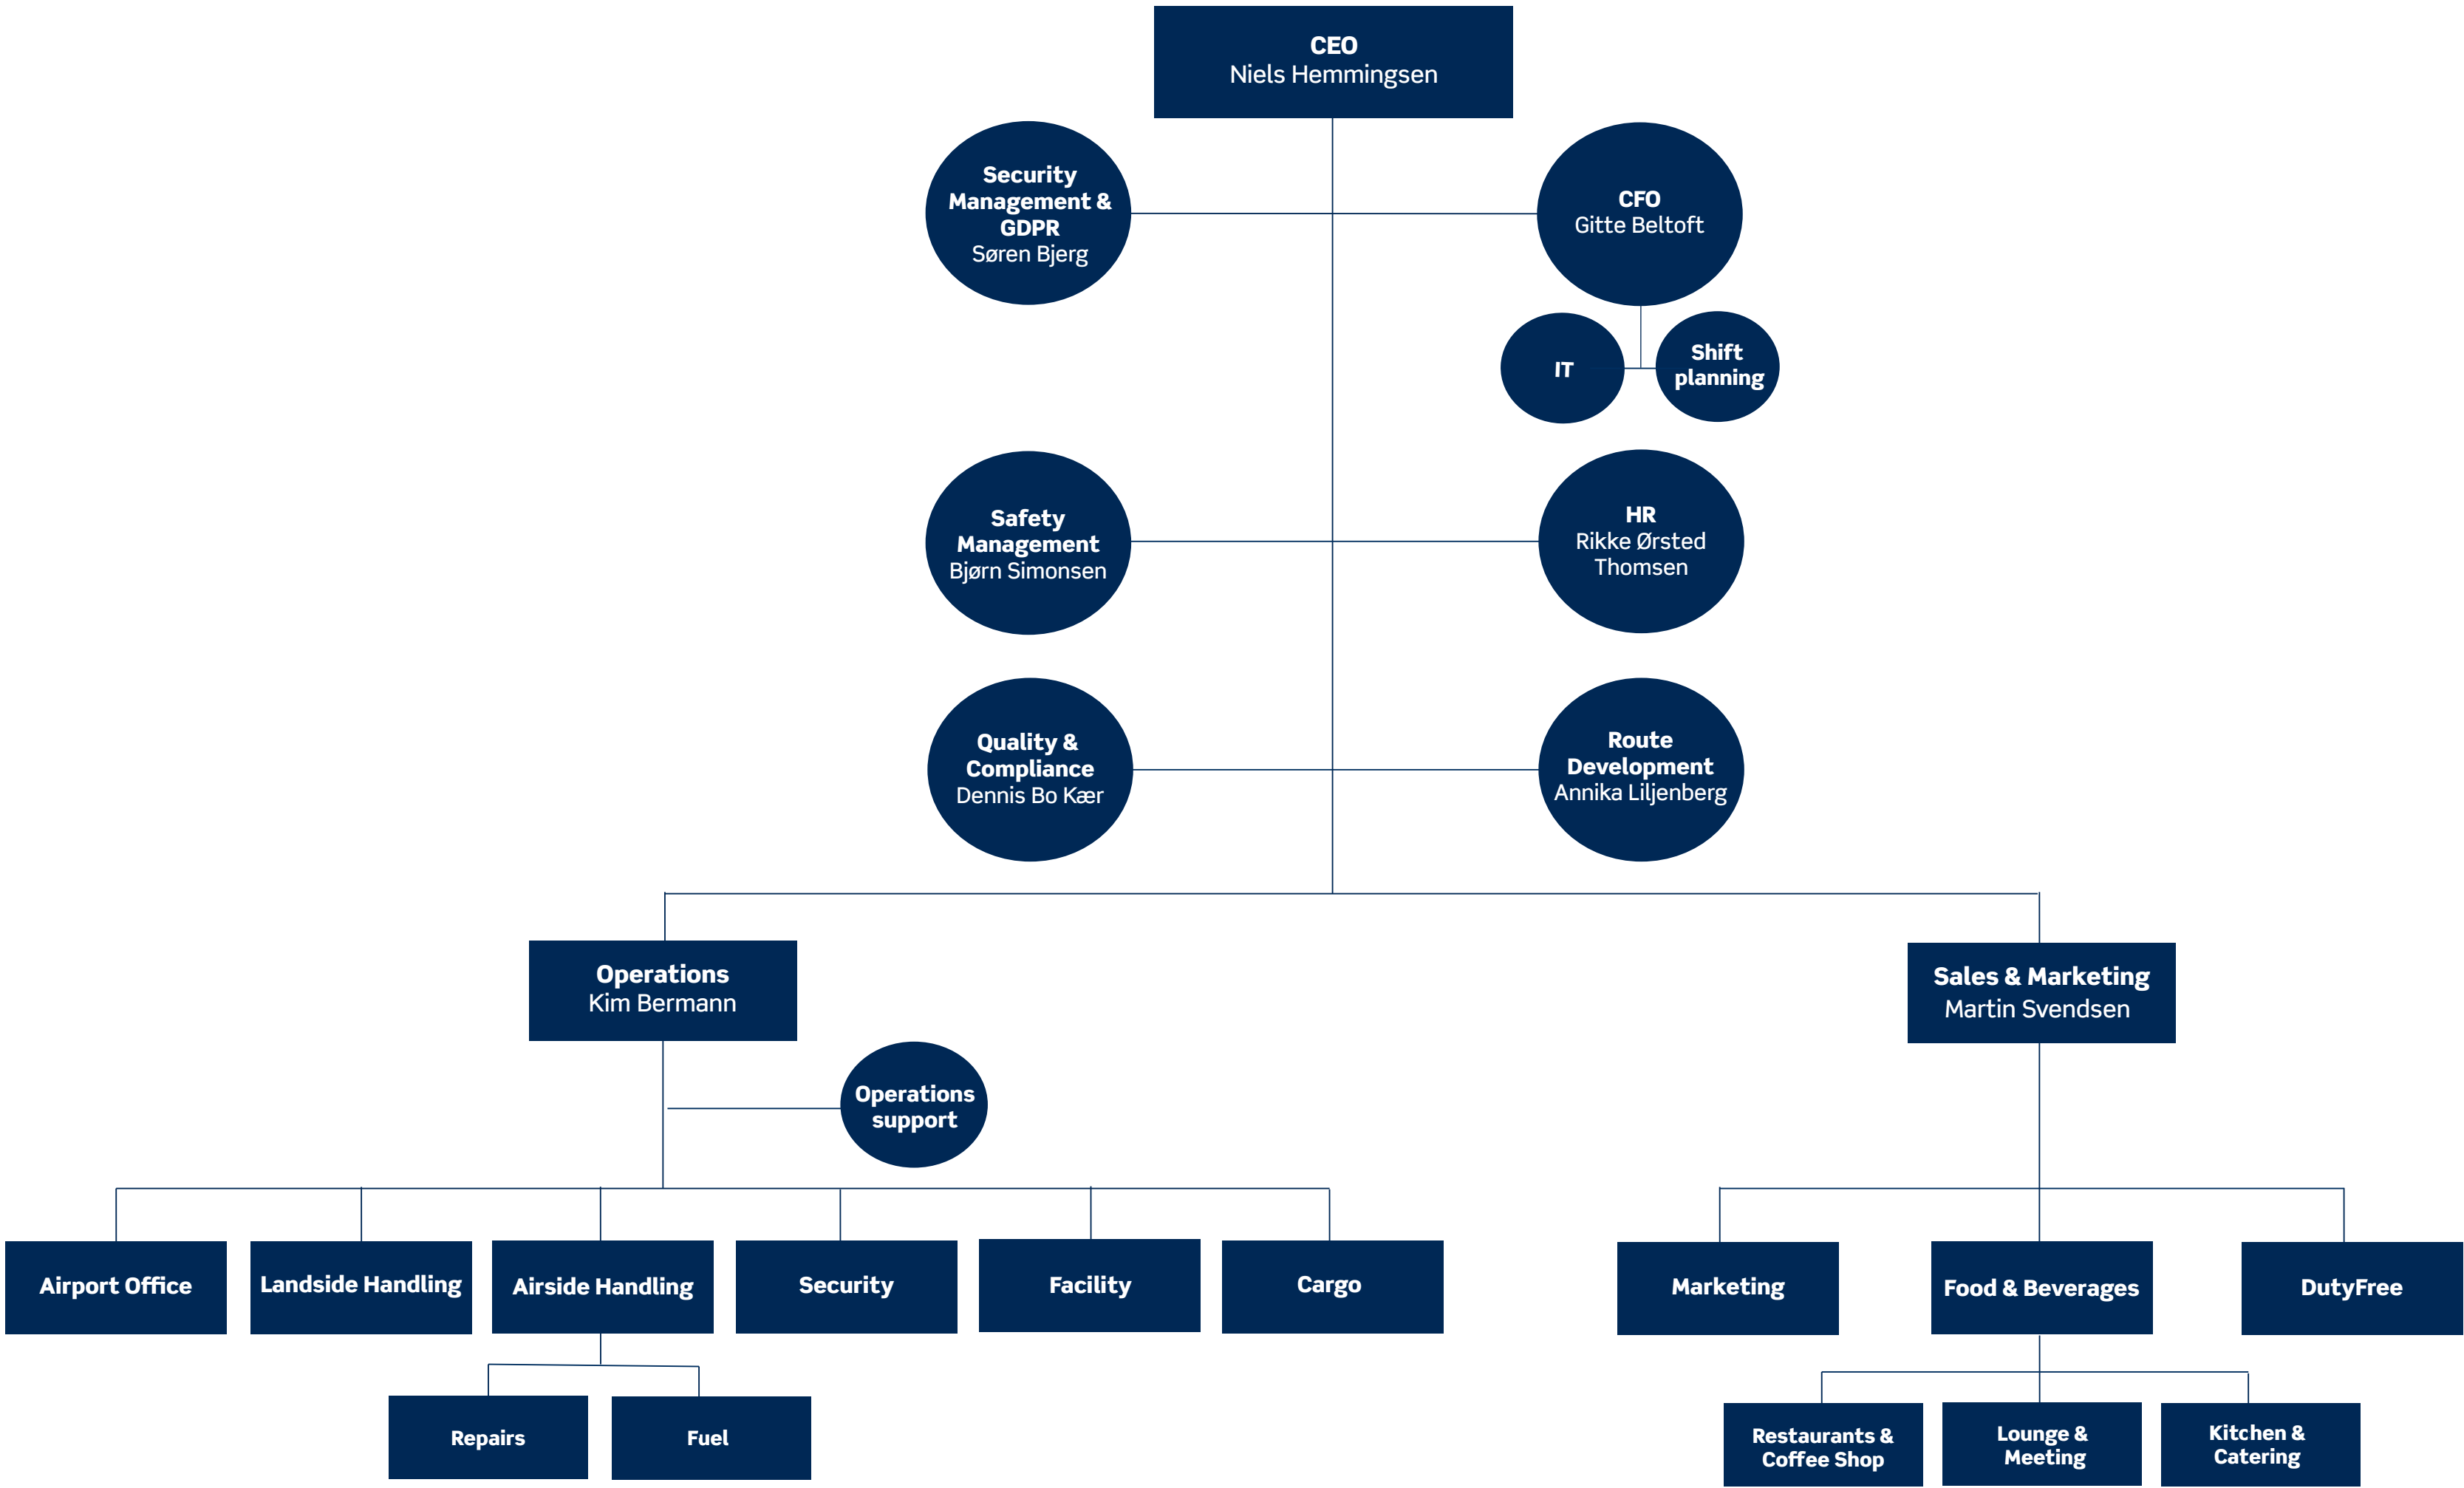 CEO
Niels Hemmingsen
Security
Management &
GDPR
Søren Bjerg
CFO
Gitte Beltoft
IT
Shift
planning
Safety
Management
Bjørn Simonsen
HR
Rikke Ørsted
Thomsen
Quality &
Compliance
Dennis Bo Kær
Route
Development
Annika Liljenberg
Operations
Kim Bermann
Sales & Marketing
Martin Svendsen
Operations
support
Airport Office
Landside Handling
Airside Handling
Security
Facility
Cargo
Marketing
Food & Beverages
DutyFree
Repairs
Fuel
Restaurants &
Coffee Shop
Lounge &
Meeting
Kitchen &
Catering